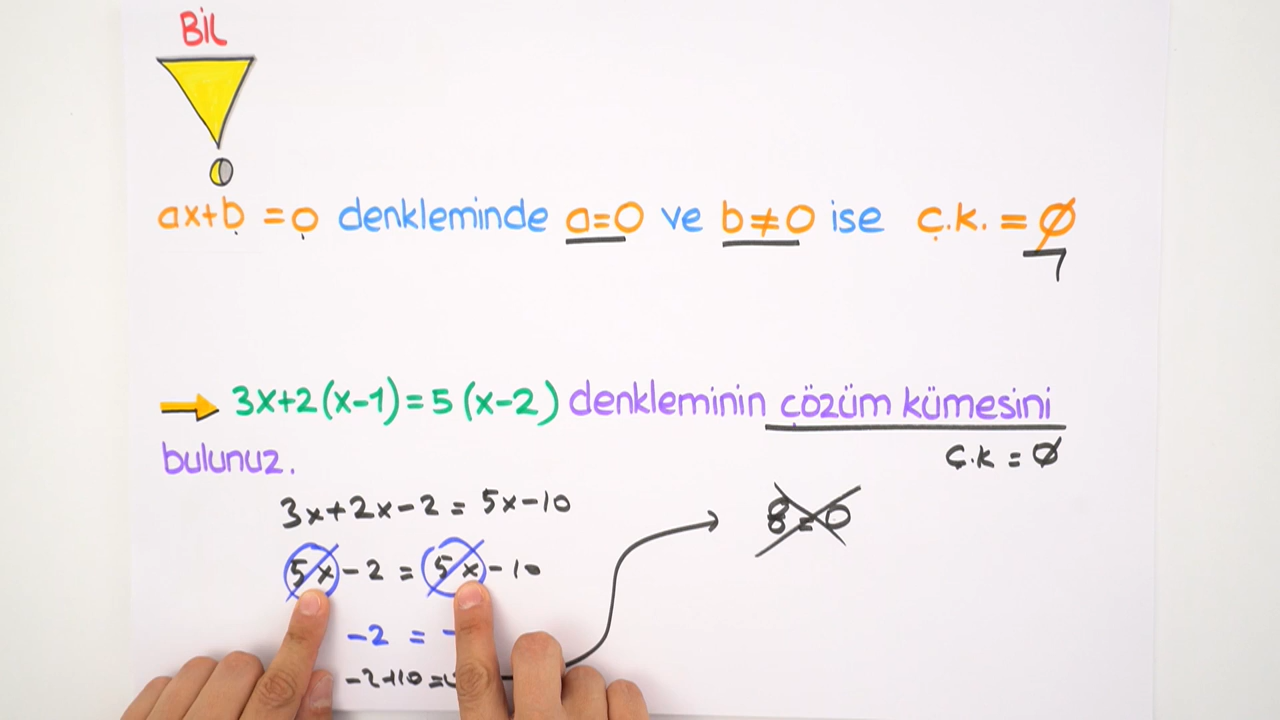 BİL
ax+b = 0 denkleminde a=0 ve b≠0 ise Ç.K. = ∅
3x+2(x-1)=5(x-2) denkleminin çözüm kümesini
bulunuz.
Ç.K = ∅
3x+2x-2 = 5x-10
8=0
5x-2 = 5x-10
-2 = -
-2+10 =